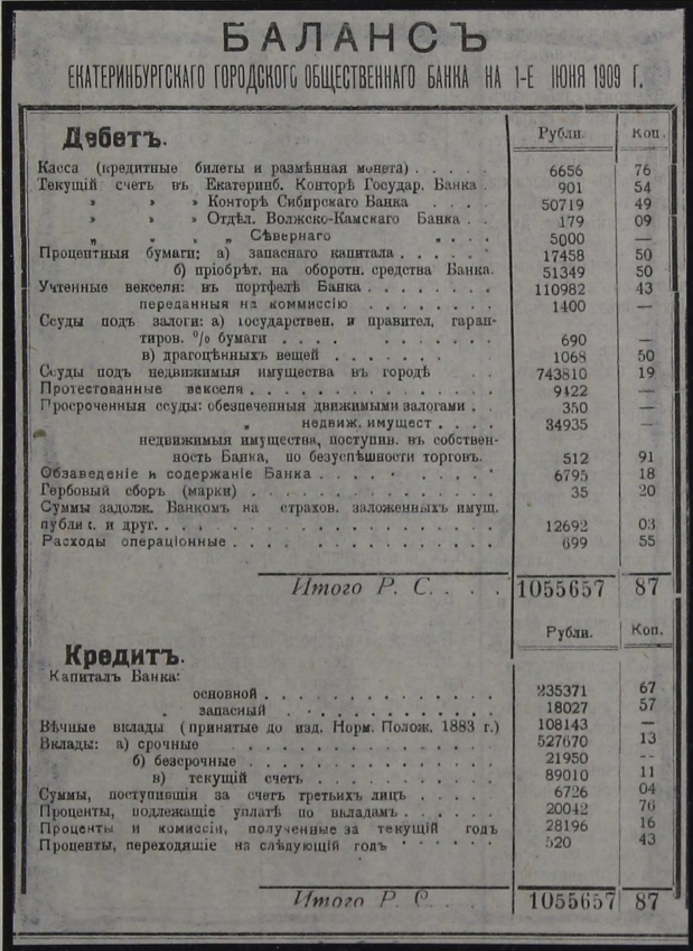 БАЛАНСЪ
ЕКАТЕРИНБУРГСКАГО ГОРОДСКОГО ОБЩЕСТВЕННАГО БАНКА НА 1-Е ІЮНЯ 1909 Г.
Дебетъ. Рубли. Коп.
Касса (кредитные билеты и размѣнная монета) . . . . . 6656 76
Текущій счетъ въ Екатеринб. Конторѣ Государ. Банка . 901 54
» » » Конторѣ Сибирскаго Банка . . . . 50719 49
» » » Отдѣл. Волжско-Камскаго Банка . . 179 09
„ „ „ Сѣвернаго „ . . . 5000 —
Процентныя бумаги: а) запаснаго капитала . . . . . . 17458 50
б) пріобрѣт. на оборотн. средства Банка. 51349 50
Учтенные векселя: въ портфелѣ Банка . . . . . . . . 110982 43
переданныя на коммиссію . . . . . . . . 1400 —
Ссуды подъ залоги: а) государствен. и правител, гаран-
тиров. % бумаги . . . . . . . . . . . 690 —
в) драгоцѣнныхъ вещей . . . . . . . 1068 50
Ссуды подъ недвижимыя имущества въ городѣ . . 743810 19
Протестованные векселя . . . . . . . . . . . . . . . 9422 —
Просроченныя ссуды: обезпеченныя движимыми залогами . . 350 —
„ недвиж. имущест . . . . 34935 —
недвижимыя имущества, поступив. въ собствен-
ность Банка, по безуспѣшности торговъ. 512 91
Обзаведеніе и содержаніе Банка . . . . . . . . . . . 6795 18
Гербовый сборъ (марки) . . . . . . . . . . . . . . . 35 20
Суммы задолж. Банкомъ на страхов. заложенныхъ имущ.
публик. и друг. . . . . . . . . . . . . . . . . . . 12692 03
Расходы операціонные . . . . . . . . . . . . . . . . 699 55
Итого Р. С. . . . 1055657 87
Рубли. Коп.
Кредитъ.
Капиталъ Банка:
основной . . . . . . . . . . . . . . 235371 67
„ запасный . . . . . . . . . . . . . 18027 57
Вѣчные вклады (принятые до изд. Норм. Полож. 1883 г.) 108143 —
Вклады: а) срочные . . . . . . . . . . . . . . . 527670 13
б) безсрочные . . . . . . . . . . . . . . 21950 —
в) текущій счетъ . . . . . . . . . . . 89010 11
Суммы, поступившія за счетъ третьихъ лицъ . . . . . 6726 04
Проценты, подлежащіе уплатѣ по вкладамъ . . . . . . 20042 76
Проценты и комиссіи, полученные за текущій годъ 28196 16
Проценты, переходящіе на слѣдующій годъ . . . . . . 520 43
Итого Р. С. . . . 1055657 87